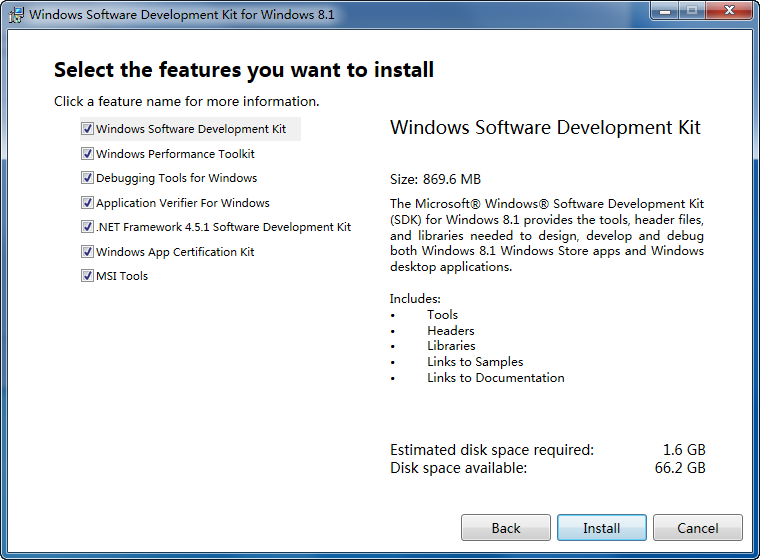 Windows Software Development Kit for Windows 8.1
Select the features you want to install
Click a feature name for more information.
Windows Software Development Kit
Windows Performance Toolkit
Debugging Tools for Windows
Application Verifier For Windows
.NET Framework 4.5.1 Software Development Kit
Windows App Certification Kit
MSI Tools
Windows Software Development Kit
Size: 869.6 MB
The Microsoft® Windows® Software Development Kit
(SDK) for Windows 8.1 provides the tools, header files,
and libraries needed to design, develop and debug
both Windows 8.1 Windows Store apps and Windows
desktop applications.
Includes:
• Tools
• Headers
• Libraries
• Links to Samples
• Links to Documentation
Estimated disk space required: 1.6 GB
Disk space available: 66.2 GB
Back Install Cancel